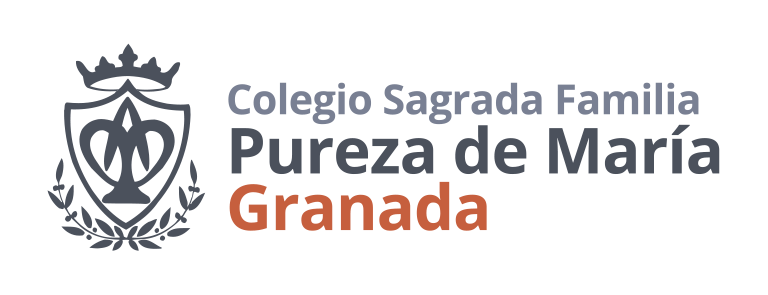 Colegio Sagrada Familia
Pureza de María
Granada